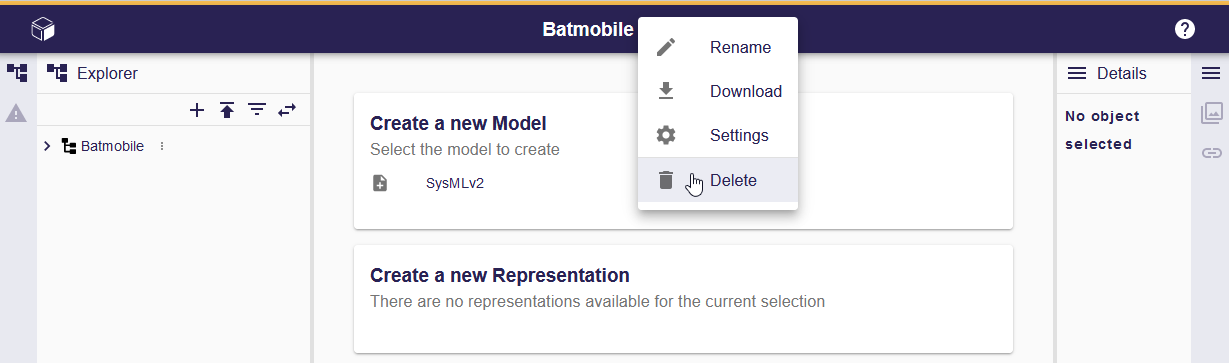 Batmobile
Rename
Download
Settings
Delete
Explorer
Batmobile
Create a new Model
Select the model to create
SysMLv2
Create a new Representation
There are no representations available for the current selection
Details
No object
selected